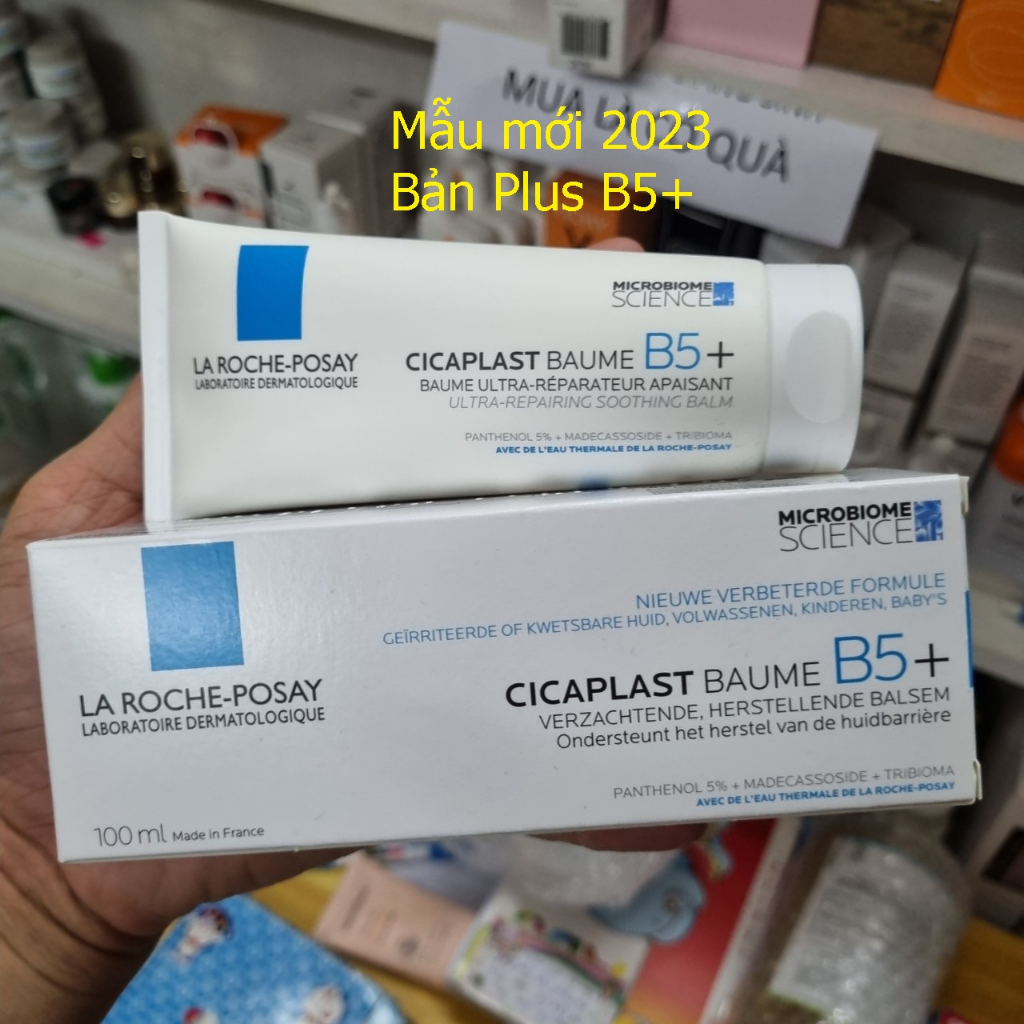 Mẫu mới 2023
Bản Plus B5+
MUA LÀ CÓ QUÀ
MICROBIOME
SCIENCE
LA ROCHE-POSAY
LABORATOIRE DERMATOLOGIQUE
CICAPLAST BAUME B5+
BAUME ULTRA-RÉPARATEUR APAISANT
ULTRA-REPAIRING SOOTHING BALM
PANTHENOL 5% + MADECASSOSIDE + TRIBIOMA
AVEC DE L'EAU THERMALE DE LA ROCHE-POSAY
MICROBIOME
SCIENCE
NIEUWE VERBETERDE FORMULE
GEÏRRITEERDE OF KWETSBARE HUID, VOLWASSENEN, KINDEREN, BABY'S
LA ROCHE-POSAY
LABORATOIRE DERMATOLOGIQUE
CICAPLAST BAUME B5+
VERZACHTENDE, HERSTELLENDE BALSEM
Ondersteunt het herstel van de huidbarrière
PANTHENOL 5% + MADECASSOSIDE + TRIBIOMA
AVEC DE L'EAU THERMALE DE LA ROCHE-POSAY
100 ml Made in France